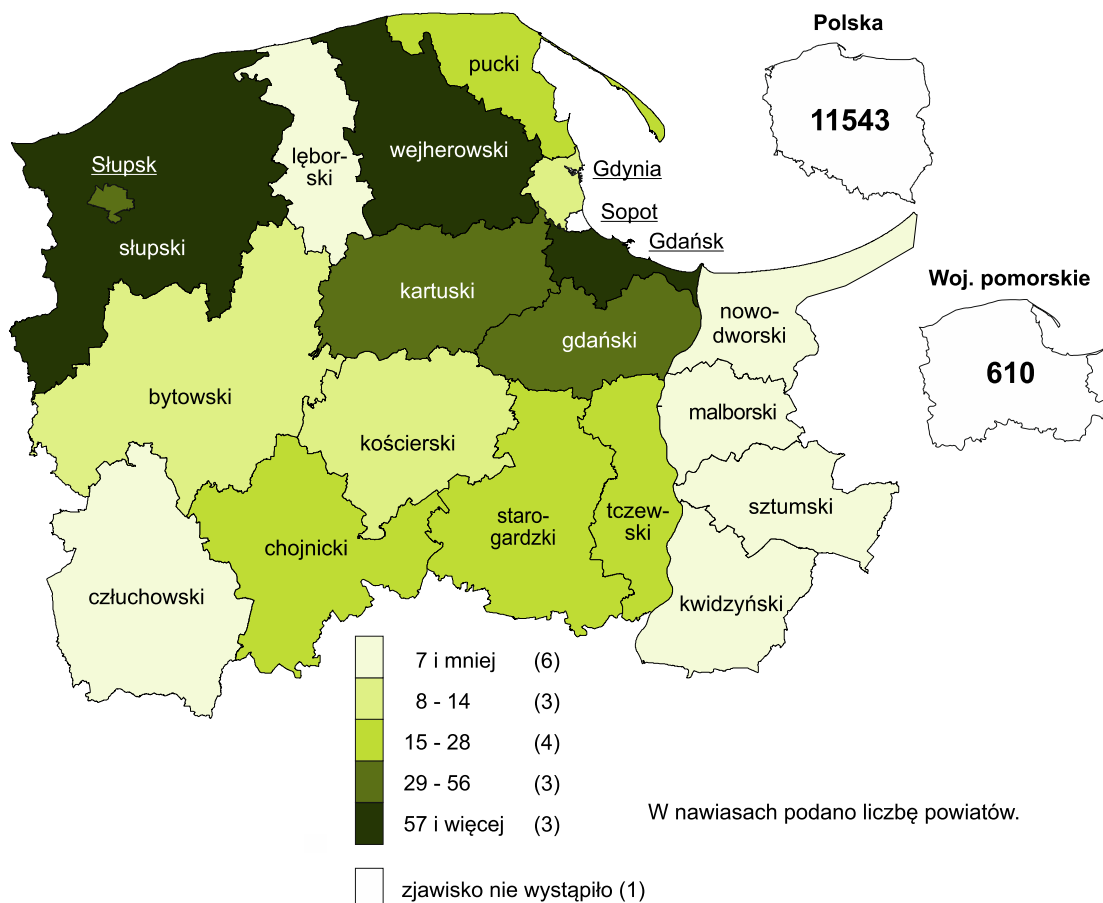 Polska
11543
pucki
Słupsk
lębor-
ski
wejherowski
Gdynia
Sopot
Gdańsk
słupski
kartuski
gdański
nowo-
dworski
Woj. pomorskie
610
bytowski
kościerski
malborski
chojnicki
staro-
gardzki
tczew-
ski
sztumski
człuchowski
kwidzyński
7 i mniej (6)
8 - 14 (3)
15 - 28 (4)
29 - 56 (3)
57 i więcej (3)
W nawiasach podano liczbę powiatów.
zjawisko nie wystąpiło (1)